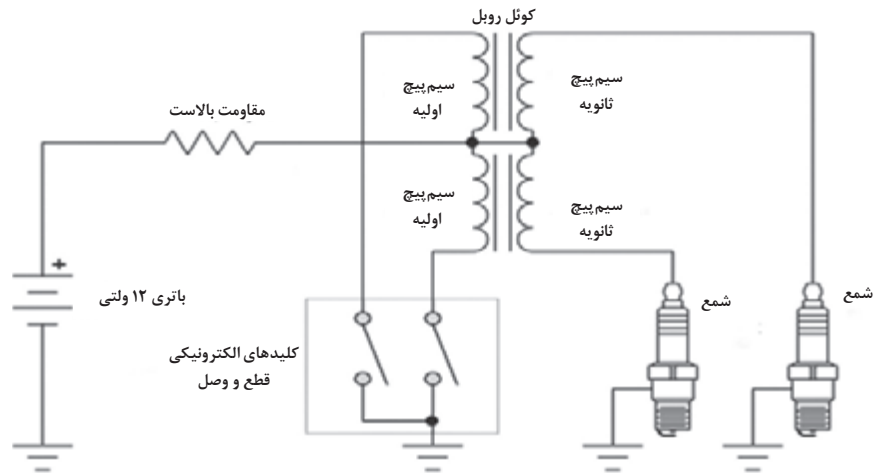 کوئل روبل
سیم‌پیچ
اولیه
سیم‌پیچ
ثانویه
مقاومت بالاست
سیم‌پیچ
اولیه
سیم‌پیچ
ثانویه
+
باتری ۱۲ ولتی
شمع
شمع
کلیدهای الکترونیکی
قطع و وصل